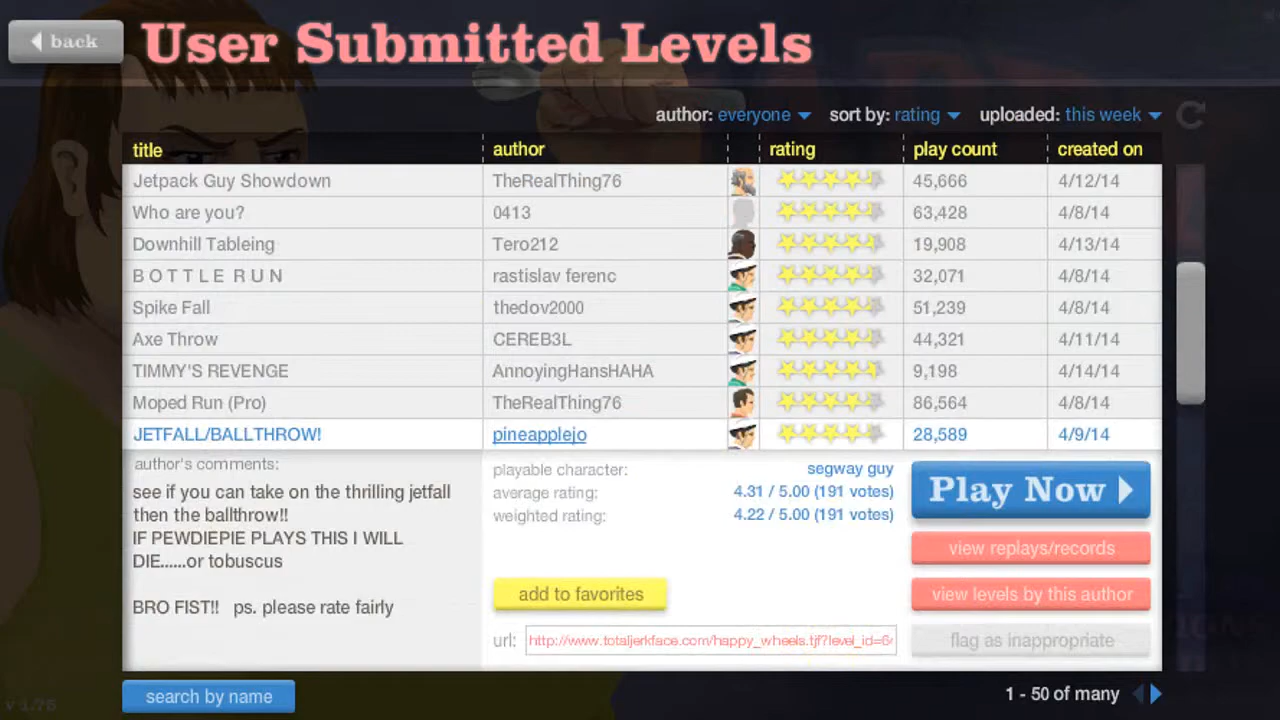 back
User Submitted Levels
author: everyone sort by: rating uploaded: this week
title author rating play count created on
Jetpack Guy Showdown TheRealThing76 45,666 4/12/14
Who are you? 0413 63,428 4/8/14
Downhill Tableing Tero212 19,908 4/13/14
B O T T L E R U N rastislav ferenc 32,071 4/8/14
Spike Fall thedov2000 51,239 4/8/14
Axe Throw CEREB3L 44,321 4/11/14
TIMMY'S REVENGE AnnoyingHansHAHA 9,198 4/14/14
Moped Run (Pro) TheRealThing76 86,564 4/8/14
JETFALL/BALLTHROW! pineapplejo 28,589 4/9/14
author's comments:
see if you can take on the thrilling jetfall
then the ballthrow!!
IF PEWDIEPIE PLAYS THIS I WILL
DIE......or tobuscus
BRO FIST!! ps. please rate fairly
playable character: segway guy
average rating: 4.31 / 5.00 (191 votes)
weighted rating: 4.22 / 5.00 (191 votes)
add to favorites
url: http://www.totaljerkface.com/happy_wheels.tjf?level_id=6
Play Now
view replays/records
view levels by this author
flag as inappropriate
search by name
1 - 50 of many
v 1.76